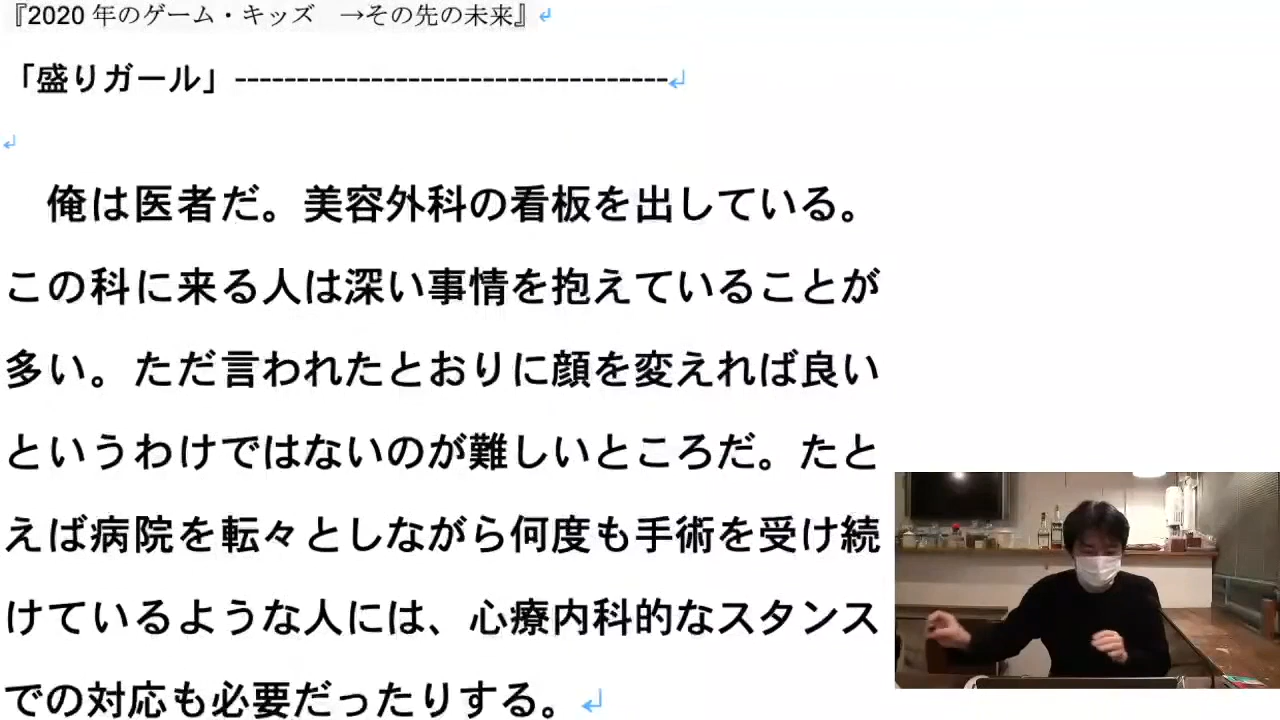 『2020 年のゲーム・キッズ　→その先の未来』
「盛りガール」-----------------------------------
　俺は医者だ。美容外科の看板を出している。
この科に来る人は深い事情を抱えていることが
多い。ただ言われたとおりに顔を変えれば良い
というわけではないのが難しいところだ。たと
えば病院を転々としながら何度も手術を受け続
けているような人には、心療内科的なスタンス
での対応も必要だったりする。